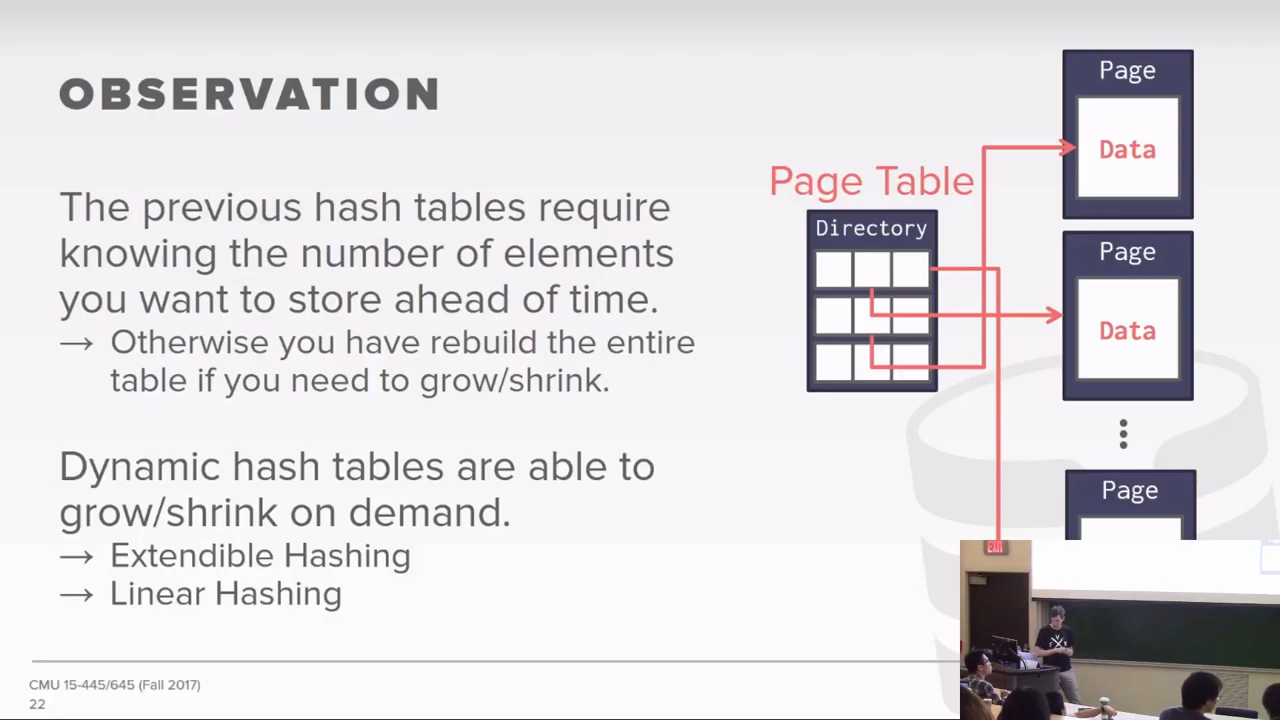 OBSERVATION
The previous hash tables require
knowing the number of elements
you want to store ahead of time.
→ Otherwise you have rebuild the entire
table if you need to grow/shrink.
Dynamic hash tables are able to
grow/shrink on demand.
→ Extendible Hashing
→ Linear Hashing
Page Table
Directory
Page
Data
Page
Data
Page
EXIT
CMU 15-445/645 (Fall 2017)
22